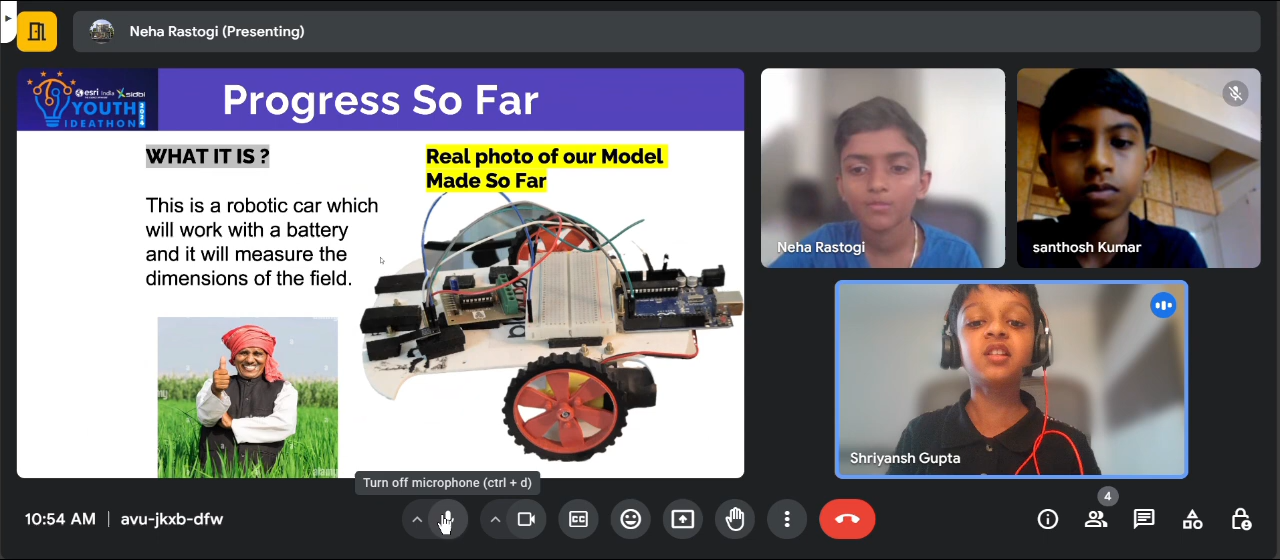 Neha Rastogi (Presenting)
esri India sidbi
YOUTH
IDEATHON
Progress So Far
WHAT IT IS ?
This is a robotic car which
will work with a battery
and it will measure the
dimensions of the field.
Real photo of our Model
Made So Far
Neha Rastogi
santhosh Kumar
Shriyansh Gupta
Turn off microphone (ctrl + d)
10:54 AM | avu-jkxb-dfw
CC
4